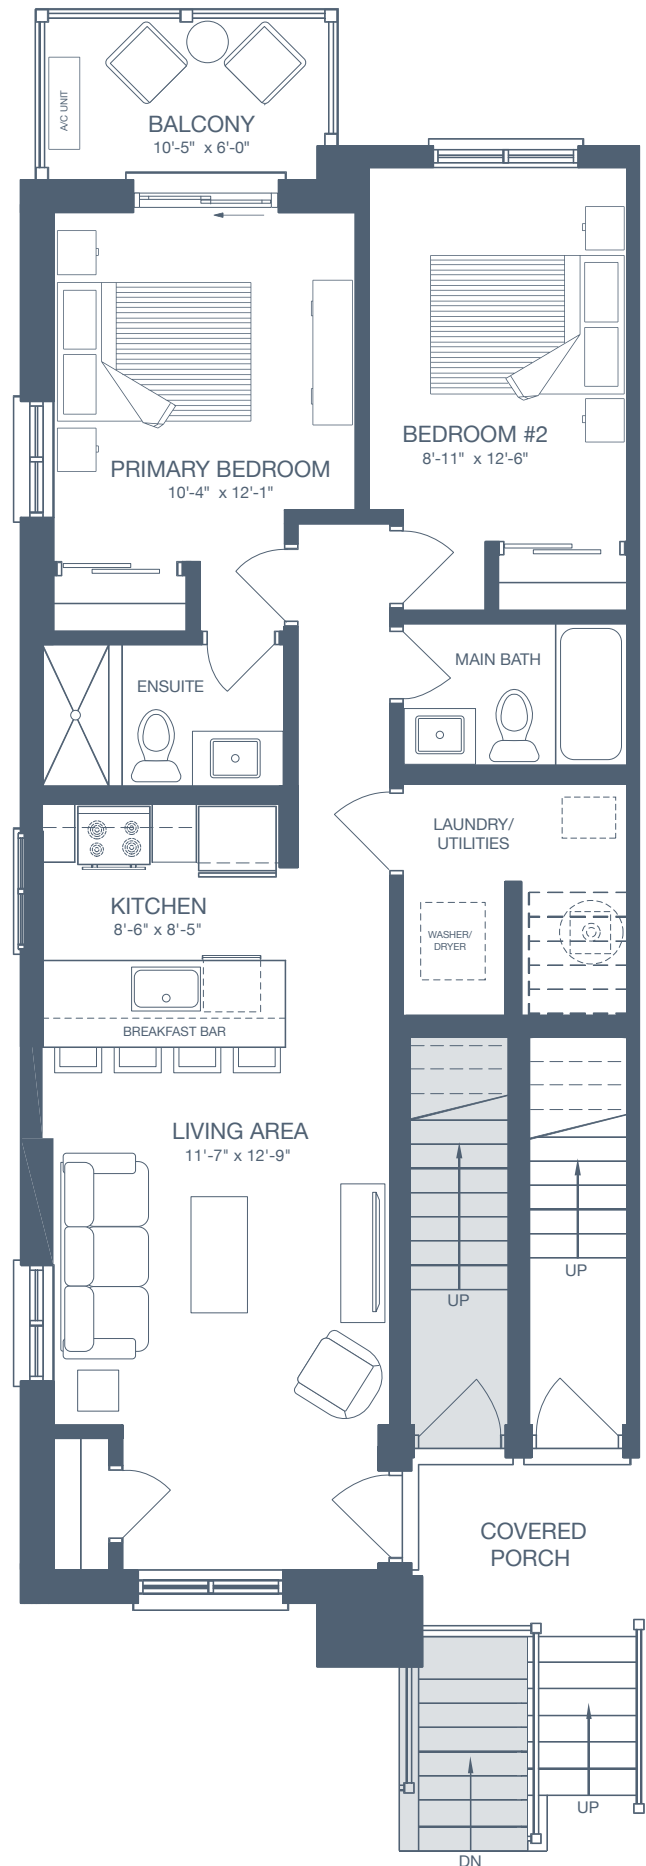 A/C UNIT
BALCONY
10'-5" x 6'-0"
BEDROOM #2
8'-11" x 12'-6"
PRIMARY BEDROOM
10'-4" x 12'-1"
MAIN BATH
ENSUITE
LAUNDRY/
UTILITIES
KITCHEN
8'-6" x 8'-5"
WASHER/
DRYER
BREAKFAST BAR
LIVING AREA
11'-7" x 12'-9"
UP
UP
COVERED
PORCH
UP
DN